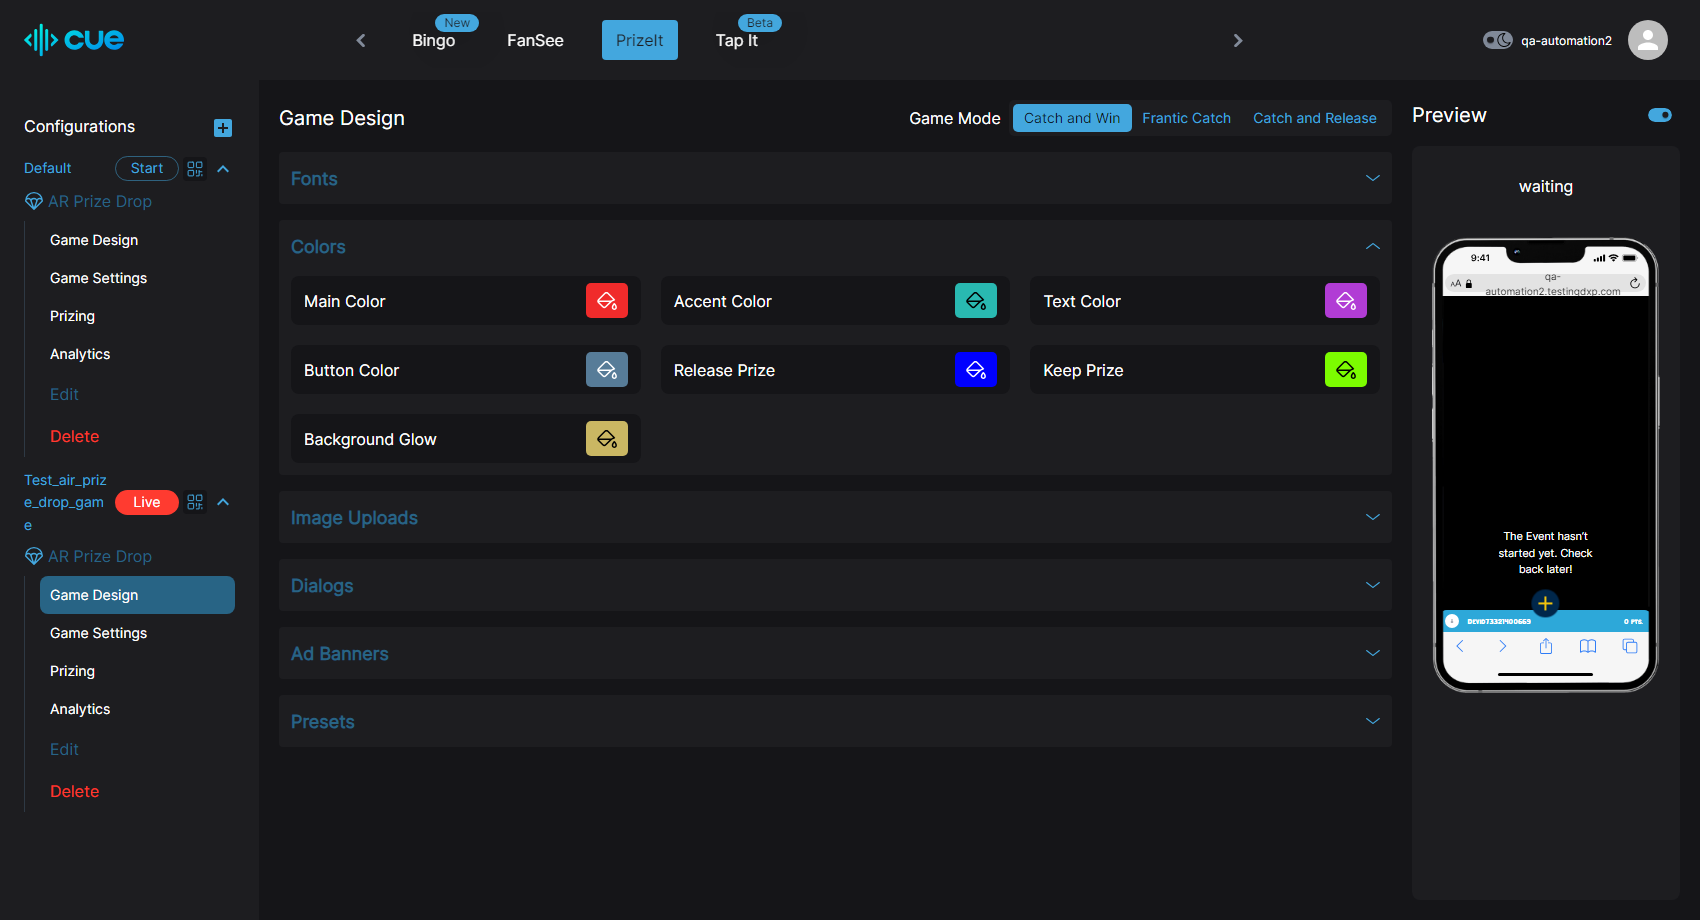 cue
New
Bingo
FanSee
PrizeIt
Beta
Tap It
qa-automation2
Configurations
Default
Start
AR Prize Drop
Game Design
Game Settings
Prizing
Analytics
Edit
Delete
Test_air_priz
e_drop_gam
e
Live
AR Prize Drop
Game Design
Game Settings
Prizing
Analytics
Edit
Delete
Game Design
Game Mode
Catch and Win
Frantic Catch
Catch and Release
Fonts
Colors
Main Color
Accent Color
Text Color
Button Color
Release Prize
Keep Prize
Background Glow
Image Uploads
Dialogs
Ad Banners
Presets
Preview
waiting
9:41
AA
qa-
automation2.testingdxp.com
The Event hasn't
started yet. Check
back later!
0 PTS.